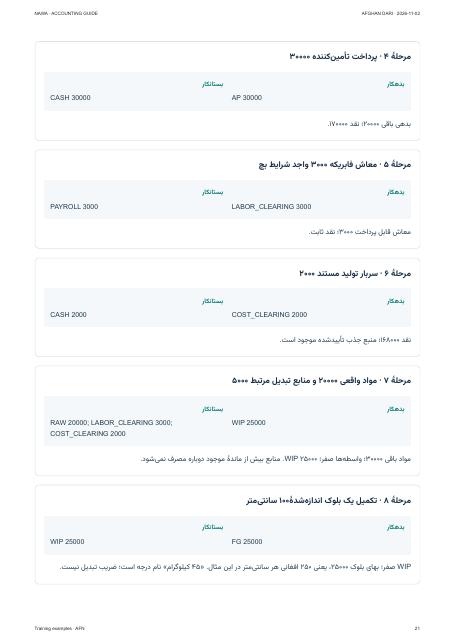 NAWA · ACCOUNTING GUIDE
AFGHAN DARI · 2026-11-02
مرحلهٔ ۴ · پرداخت تأمین‌کننده ۳۰۰۰۰
بدهکار
بستانکار
AP 30000
CASH 30000
بدهی باقی ۲۰۰۰۰؛ نقد ۱۷۰۰۰۰.
مرحلهٔ ۵ · معاش فابریکه ۳۰۰۰ واجد شرایط بچ
بدهکار
بستانکار
LABOR_CLEARING 3000
PAYROLL 3000
معاش قابل پرداخت ۳۰۰۰؛ نقد ثابت.
مرحلهٔ ۶ · سربار تولید مستند ۲۰۰۰
بدهکار
بستانکار
COST_CLEARING 2000
CASH 2000
نقد ۱۶۸۰۰۰؛ منبع جذب تأییدشده موجود است.
مرحلهٔ ۷ · مواد واقعی ۲۰۰۰۰ و منابع تبدیل مرتبط ۵۰۰۰
بدهکار
بستانکار
WIP 25000
RAW 20000; LABOR_CLEARING 3000;
COST_CLEARING 2000
مواد باقی ۳۰۰۰۰؛ واسطه‌ها صفر؛ WIP ۲۵۰۰۰. منابع بیش از ماندهٔ موجود دوباره مصرف نمی‌شود.
مرحلهٔ ۸ · تکمیل یک بلوک اندازه‌شدهٔ ۱۰۰ سانتی‌متر
بدهکار
بستانکار
FG 25000
WIP 25000
WIP صفر؛ بهای بلوک ۲۵۰۰۰، یعنی ۲۵۰ افغانی هر سانتی‌متر در این مثال. «۴۵ کیلوگرام» نام درجه است؛ ضریب تبدیل نیست.
Training examples · AFN
21